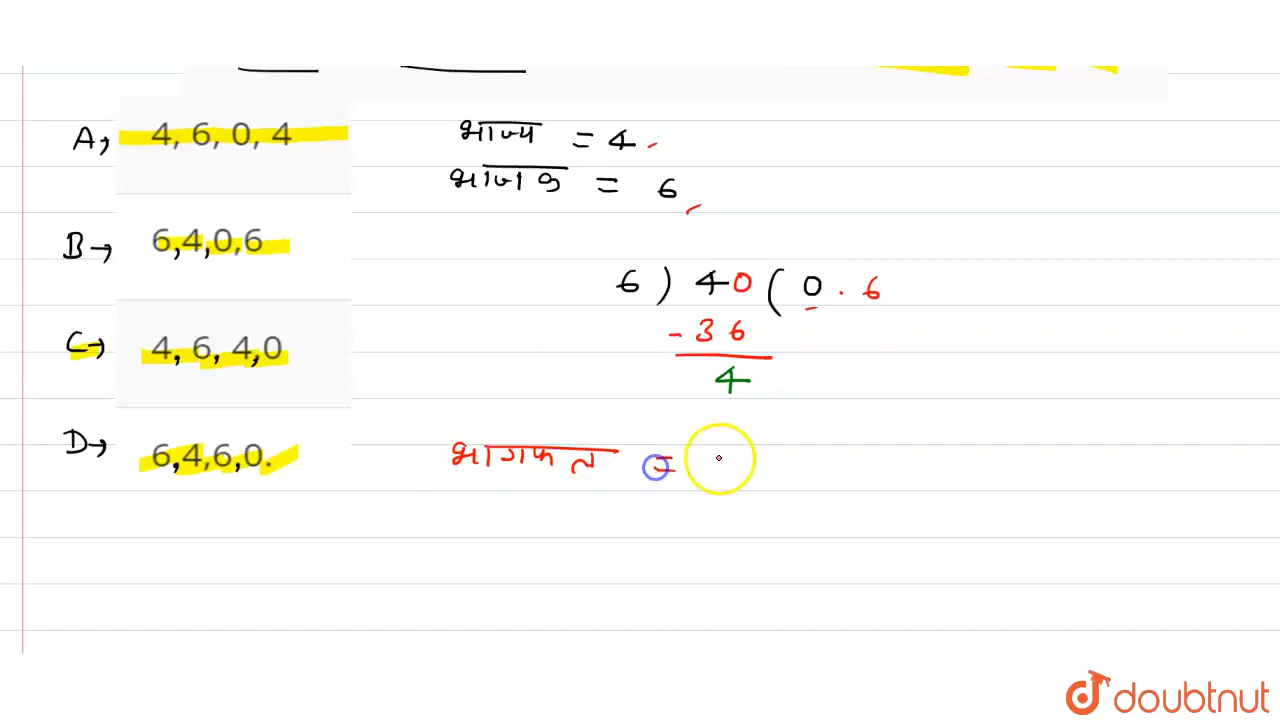 A, 4, 6, 0, 4
भाज्य = 4
भाजक = 6
B→ 6,4,0,6
6 ) 40 ( 0.6
- 36
4
C→ 4, 6, 4,0
D→ 6,4,6,0.
भागफल =
doubtnut